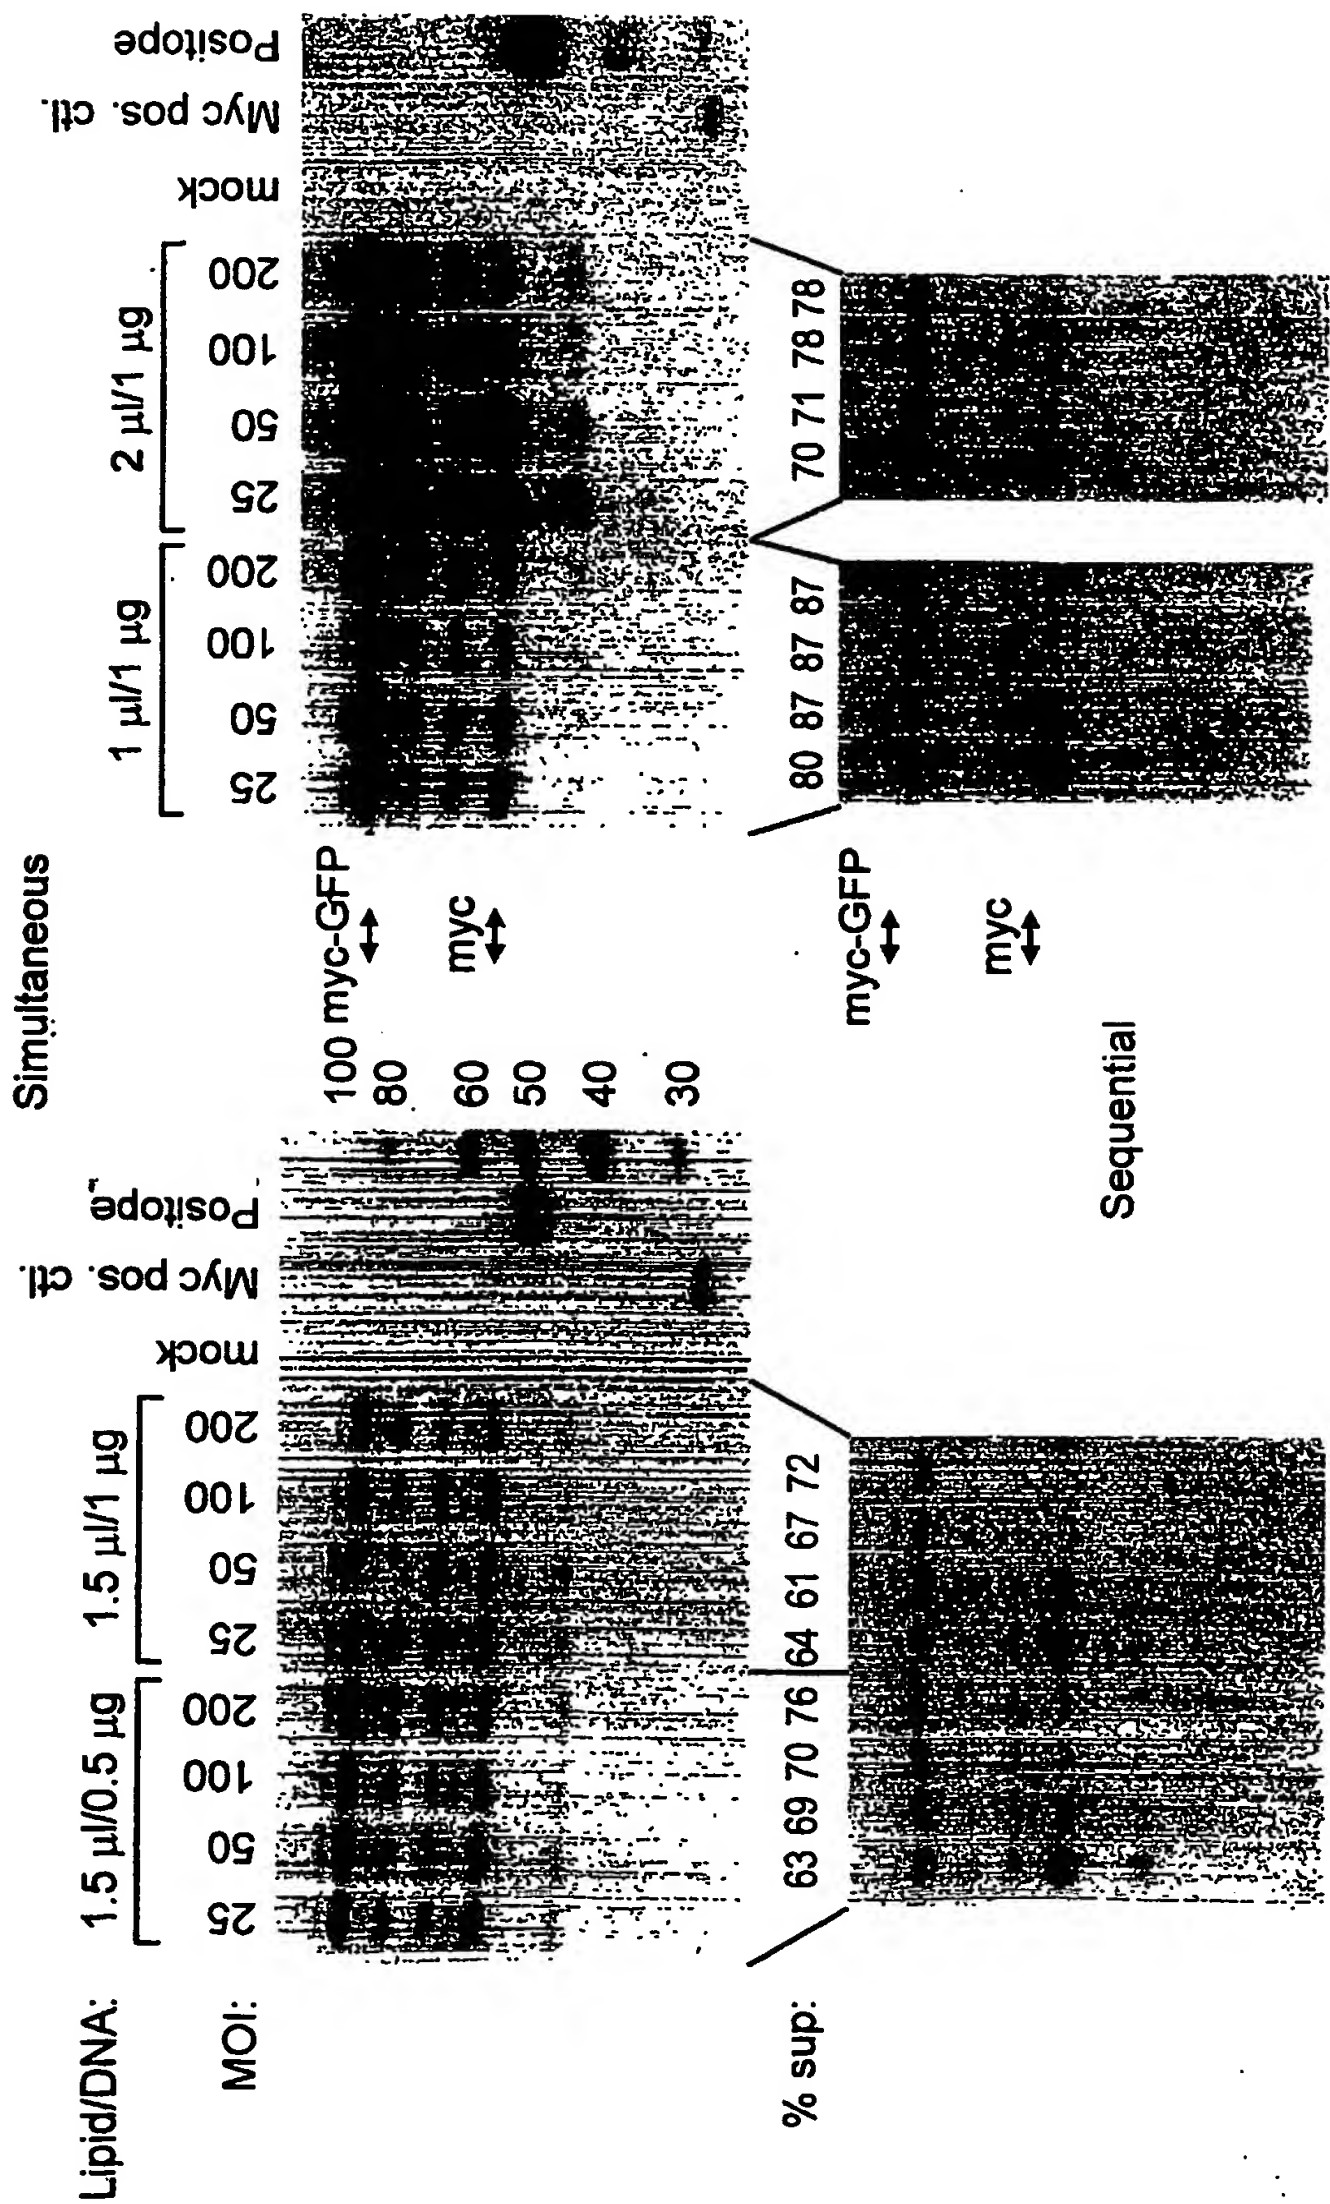 Simultaneous
Lipid/DNA:
1.5 µl/0.5 µg
1.5 µl/1 µg
1 µl/1 µg
2 µl/1 µg
MOI:
25 50 100 200
25 50 100 200
mock
Myc pos. ctl.
Positope
25 50 100 200
25 50 100 200
mock
Myc pos. ctl.
Positope
100 myc-GFP
80
60 myc
50
40
30
% sup:
63 69 70 76
64 61 67 72
80 87 87 87
70 71 78 78
myc-GFP
myc
Sequential